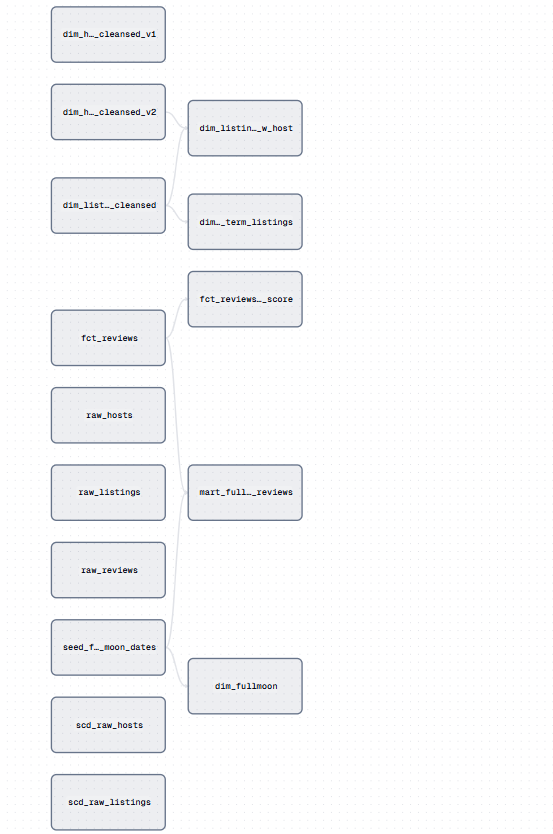 dim_h…_cleansed_v1
dim_h…_cleansed_v2
dim_listin…_w_host
dim_list…_cleansed
dim…_term_listings
fct_reviews…_score
fct_reviews
raw_hosts
raw_listings
mart_full…_reviews
raw_reviews
seed_f…_moon_dates
dim_fullmoon
scd_raw_hosts
scd_raw_listings